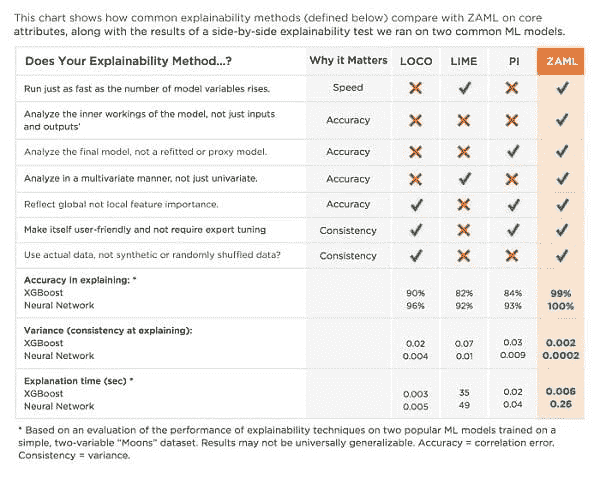 This chart shows how common explainability methods (defined below) compare with ZAML on core
attributes, along with the results of a side-by-side explainability test we ran on two common ML models.
Does Your Explainability Method...? Why it Matters LOCO LIME PI ZAML
Run just as fast as the number of model variables rises. Speed
Analyze the inner workings of the model, not just inputs
and outputs' Accuracy
Analyze the final model, not a refitted or proxy model. Accuracy
Analyze in a multivariate manner, not just univariate. Accuracy
Reflect global not local feature importance. Accuracy
Make itself user-friendly and not require expert tuning Consistency
Use actual data, not synthetic or randomly shuffled data? Consistency
Accuracy in explaining: *
XGBoost 90% 82% 84% 99%
Neural Network 96% 92% 93% 100%
Variance (consistency at explaining):
XGBoost 0.02 0.07 0.03 0.002
Neural Network 0.004 0.01 0.009 0.0002
Explanation time (sec) *
XGBoost 0.003 35 0.02 0.006
Neural Network 0.005 49 0.04 0.26
* Based on an evaluation of the performance of explainability techniques on two popular ML models trained on a
simple, two-variable "Moons" dataset. Results may not be universally generalizable. Accuracy = correlation error.
Consistency = variance.